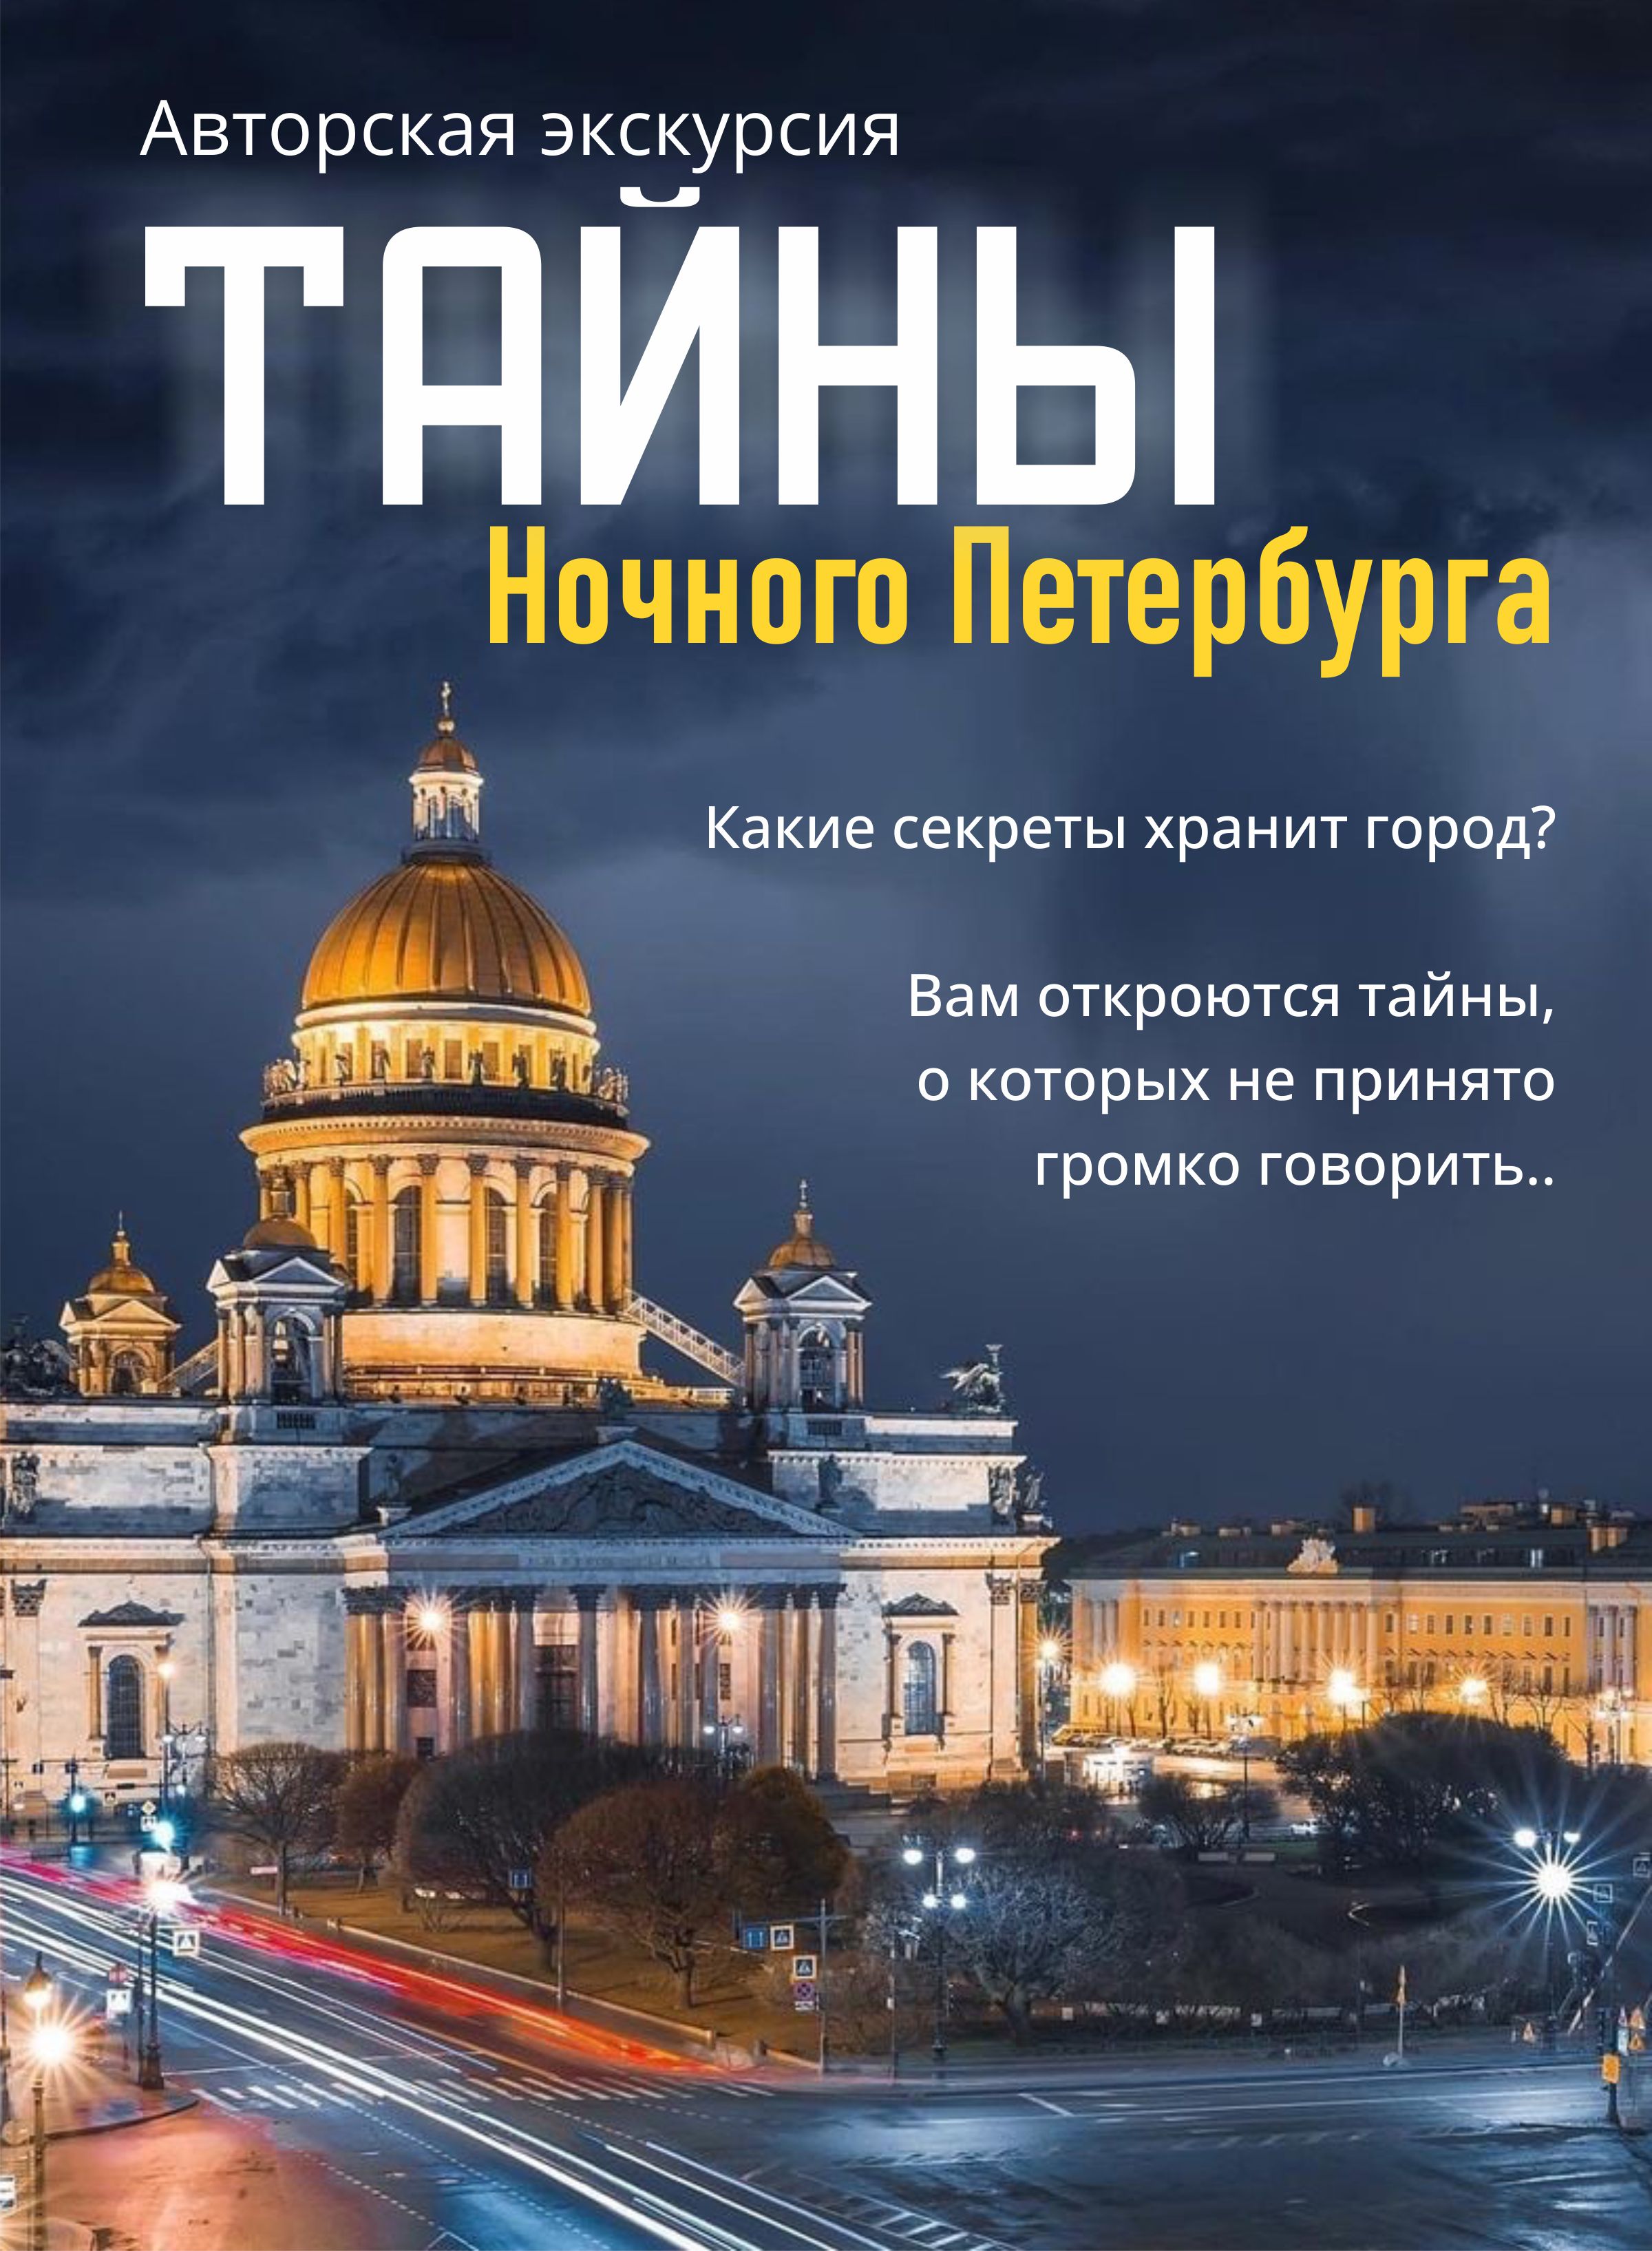 Авторская экскурсия
ТАЙНЫ
Ночного Петербурга
Какие секреты хранит город?
Вам откроются тайны,
о которых не принято
громко говорить..